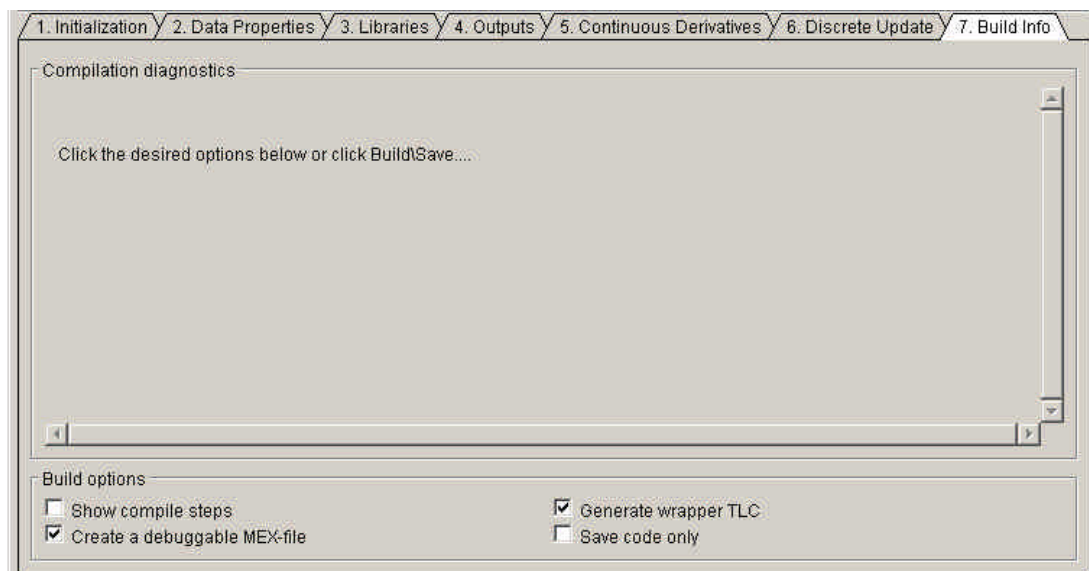 1. Initialization 2. Data Properties 3. Libraries 4. Outputs 5. Continuous Derivatives 6. Discrete Update 7. Build Info
Compilation diagnostics
Click the desired options below or click Build\Save....
Build options
Show compile steps Generate wrapper TLC
Create a debuggable MEX-file Save code only